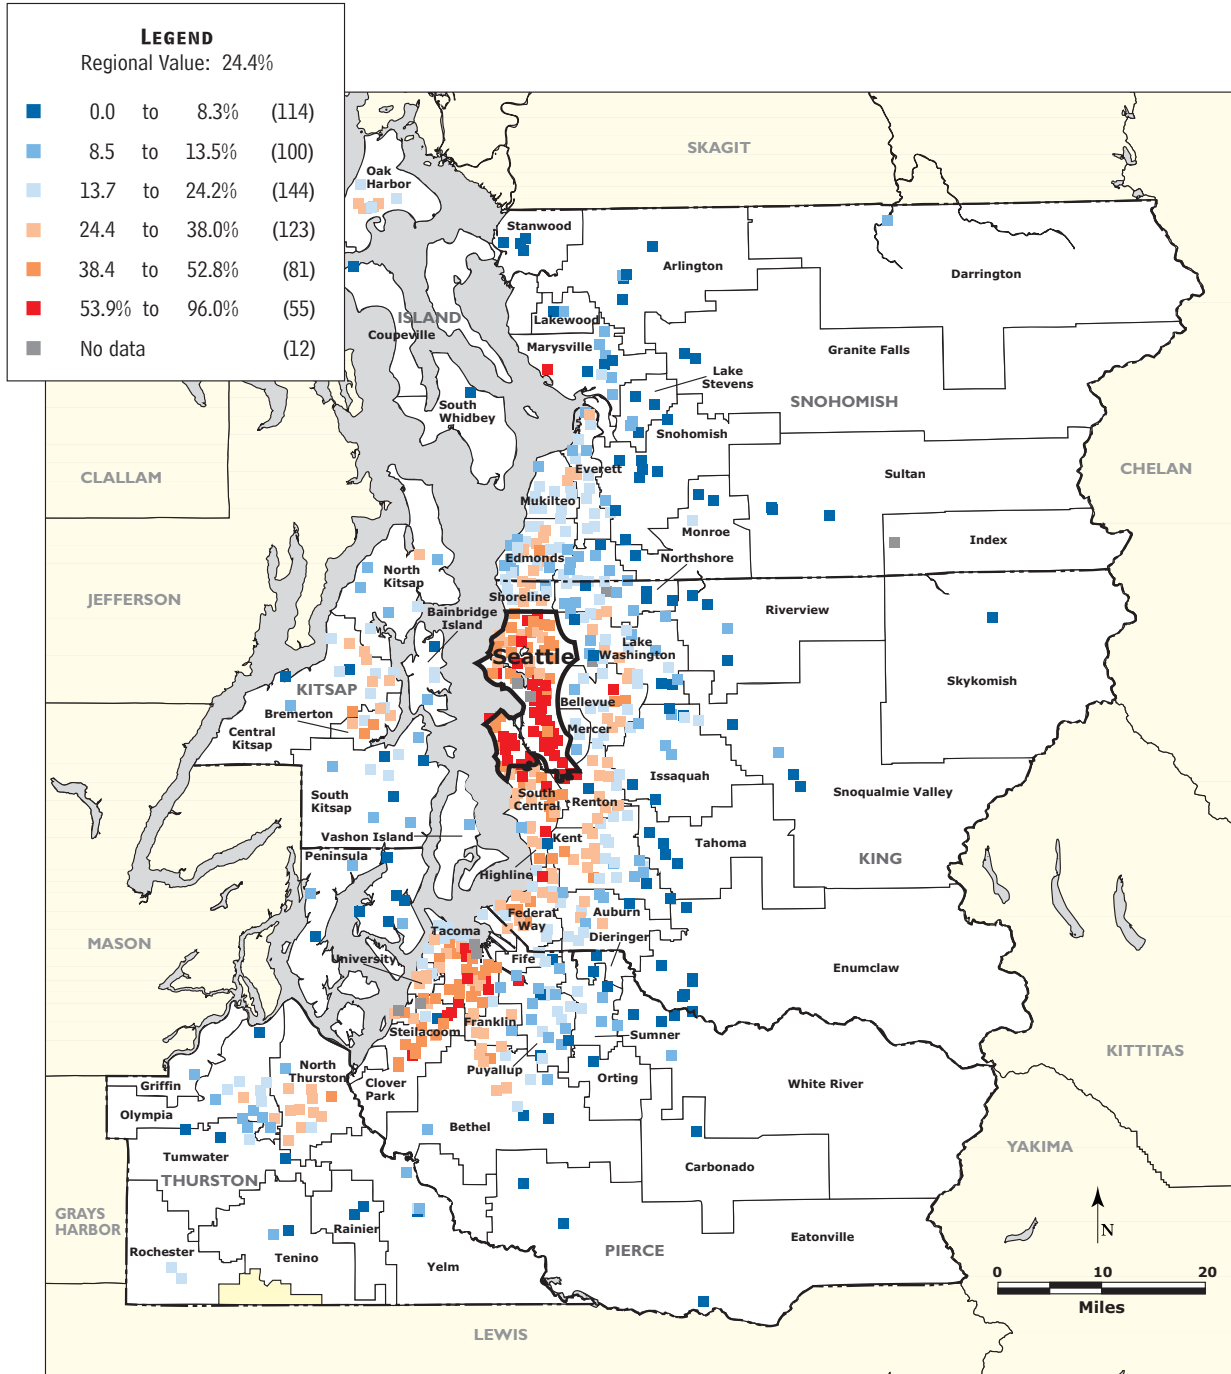 LEGEND
Regional Value: 24.4%
0.0 to 8.3% (114)
8.5 to 13.5% (100)
13.7 to 24.2% (144)
24.4 to 38.0% (123)
38.4 to 52.8% (81)
53.9% to 96.0% (55)
No data (12)
SKAGIT
Oak
Harbor
Stanwood
Arlington
Darrington
ISLAND
Coupeville
Lakewood
Marysville
Granite Falls
Lake
Stevens
SNOHOMISH
South
Whidbey
Snohomish
CLALLAM
Everett
Sultan
CHELAN
Mukilteo
Monroe
Index
Edmonds
Northshore
North
Kitsap
JEFFERSON
Shoreline
Bainbridge
Island
Riverview
Seattle
Lake
Washington
KITSAP
Skykomish
Bellevue
Bremerton
Central
Kitsap
Mercer
Issaquah
South
Kitsap
South
Central
Renton
Snoqualmie Valley
Vashon Island
Kent
Tahoma
Peninsula
KING
Highline
Federal
Way
Auburn
MASON
Tacoma
Dieringer
University
Fife
Enumclaw
Steilacoom
Franklin
Sumner
KITTITAS
North
Thurston
Puyallup
Griffin
Clover
Park
Orting
White River
Olympia
Bethel
YAKIMA
Tumwater
Carbonado
THURSTON
GRAYS
HARBOR
Rainier
N
Rochester
Tenino
PIERCE
Eatonville
Yelm
0 10 20
Miles
LEWIS